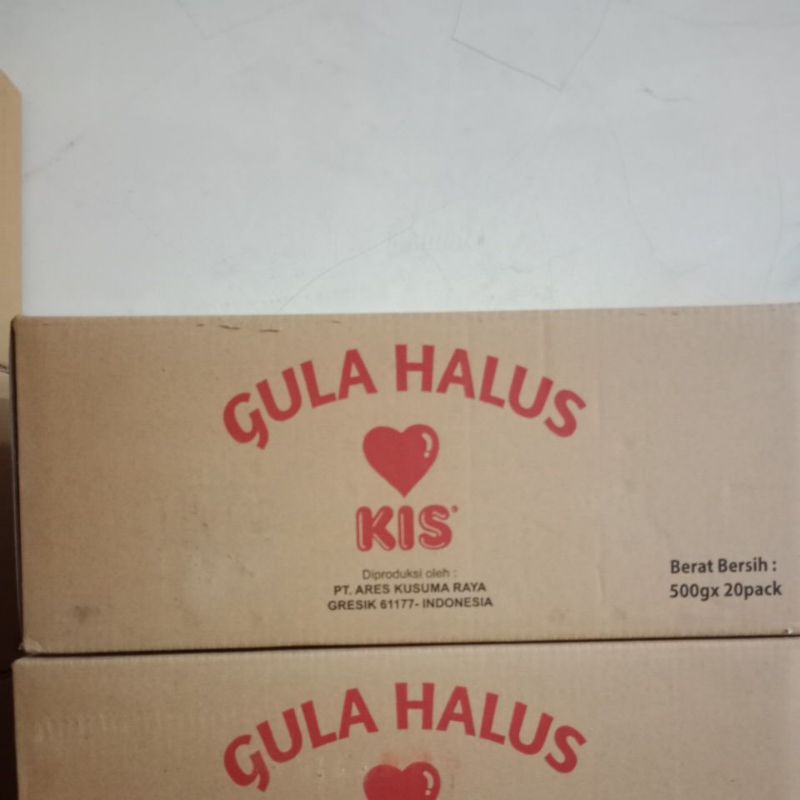 GULA HALUS
KIS®
Diproduksi oleh :
PT. ARES KUSUMA RAYA
GRESIK 61177- INDONESIA
Berat Bersih :
500gx 20pack
GULA HALUS